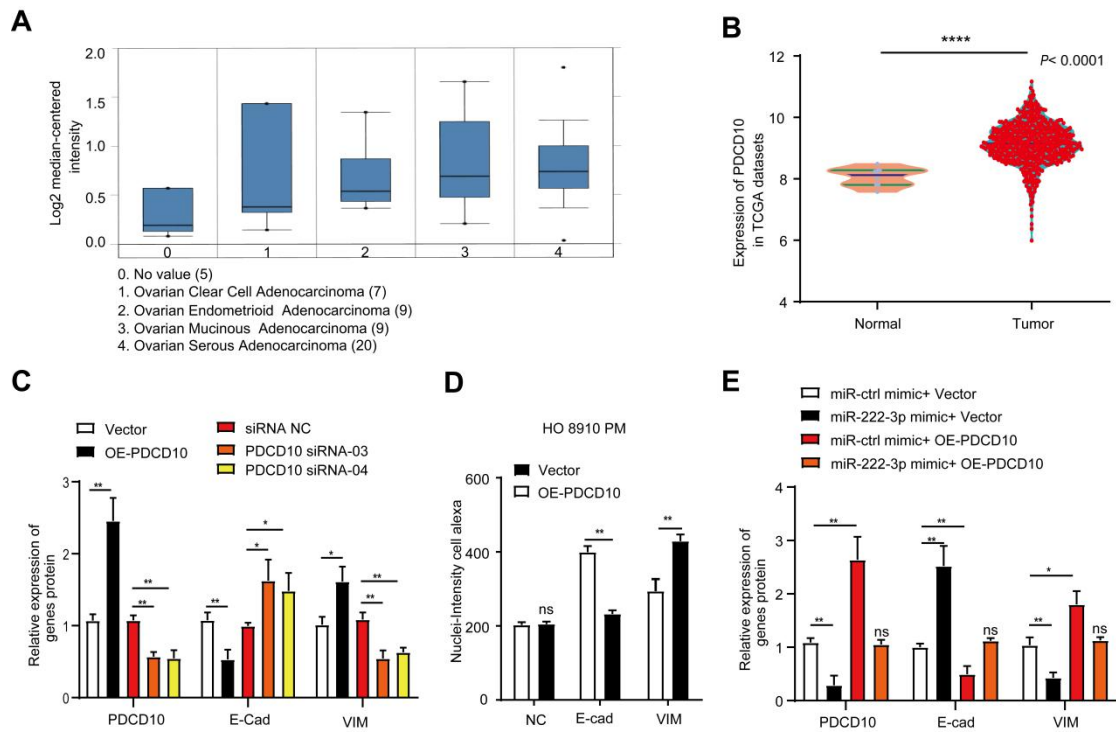 A
2.0
1.5
1.0
0.5
0.0
Log2 median-centered
intensity
0 1 2 3 4
0. No value (5)
1. Ovarian Clear Cell Adenocarcinoma (7)
2. Ovarian Endometrioid Adenocarcinoma (9)
3. Ovarian Mucinous Adenocarcinoma (9)
4. Ovarian Serous Adenocarcinoma (20)
B
****
P< 0.0001
12
10
8
6
4
Expression of PDCD10
in TCGA datasets
Normal Tumor
C
Vector
OE-PDCD10
siRNA NC
PDCD10 siRNA-03
PDCD10 siRNA-04
3
2
1
0
Relative expression of
genes protein
** ** ** ** * * * ** **
PDCD10 E-Cad VIM
D
HO 8910 PM
Vector
OE-PDCD10
600
400
200
0
Nuclei-Intensity cell alexa
ns ** **
NC E-cad VIM
E
miR-ctrl mimic+ Vector
miR-222-3p mimic+ Vector
miR-ctrl mimic+ OE-PDCD10
miR-222-3p mimic+ OE-PDCD10
4
3
2
1
0
Relative expression of
genes protein
** ** ns ** ** ns ** * ns
PDCD10 E-cad VIM